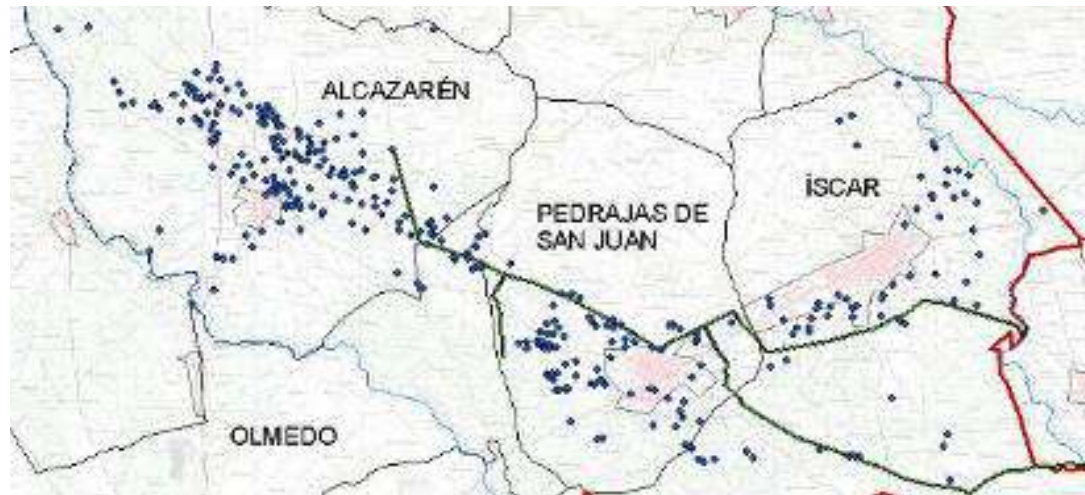 ALCAZARÉN
ÍSCAR
PEDRAJAS DE
SAN JUAN
OLMEDO